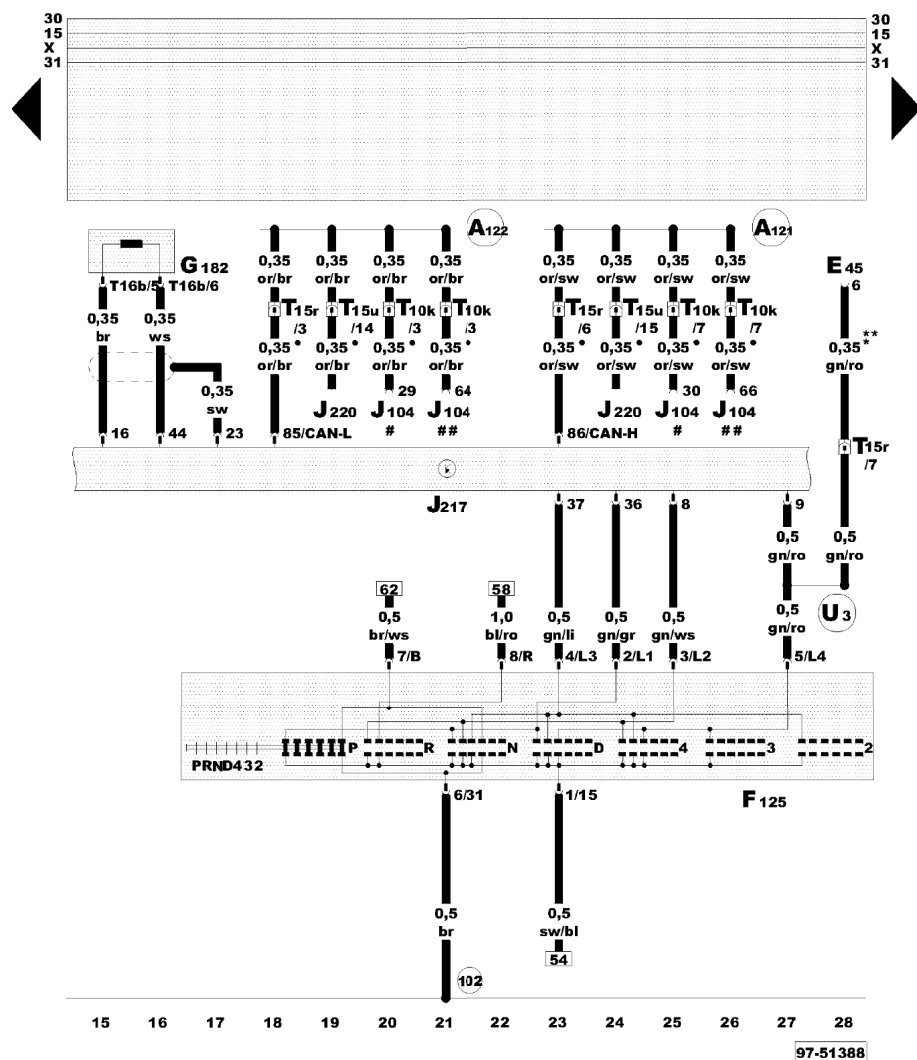 30 30
15 15
X X
31 31
A122 A121
G182 E45
T16b/5 T16b/6 6
0,35 0,35 0,35 0,35 0,35 0,35 0,35 0,35
or/br or/br or/br or/br or/sw or/sw or/sw or/sw
T15r T15u T10k T10k T15r T15u T10k T10k
/3 /14 /3 /3 /6 /15 /7 /7
0,35 0,35
br ws
0,35 0,35 0,35 0,35 0,35 0,35 0,35 0,35 0,35 **
*
or/br or/br or/br or/br or/sw or/sw or/sw or/sw gn/ro
0,35
sw
29 64 30 66
J220 J104 J104 J220 J104 J104
# ## # ##
16 44 23 85/CAN-L 86/CAN-H
T15r
/7
J217
37 36 8 9
0,5 0,5
gn/ro gn/ro
62 58
U3
0,5 1,0 0,5 0,5 0,5 0,5
br/ws bl/ro gn/li gn/gr gn/ws gn/ro
7/B 8/R 4/L3 2/L1 3/L2 5/L4
P R N D 4 3 2
PRND432
6/31 1/15 F125
0,5 0,5
br sw/bl
54
102
15 16 17 18 19 20 21 22 23 24 25 26 27 28
97-51388